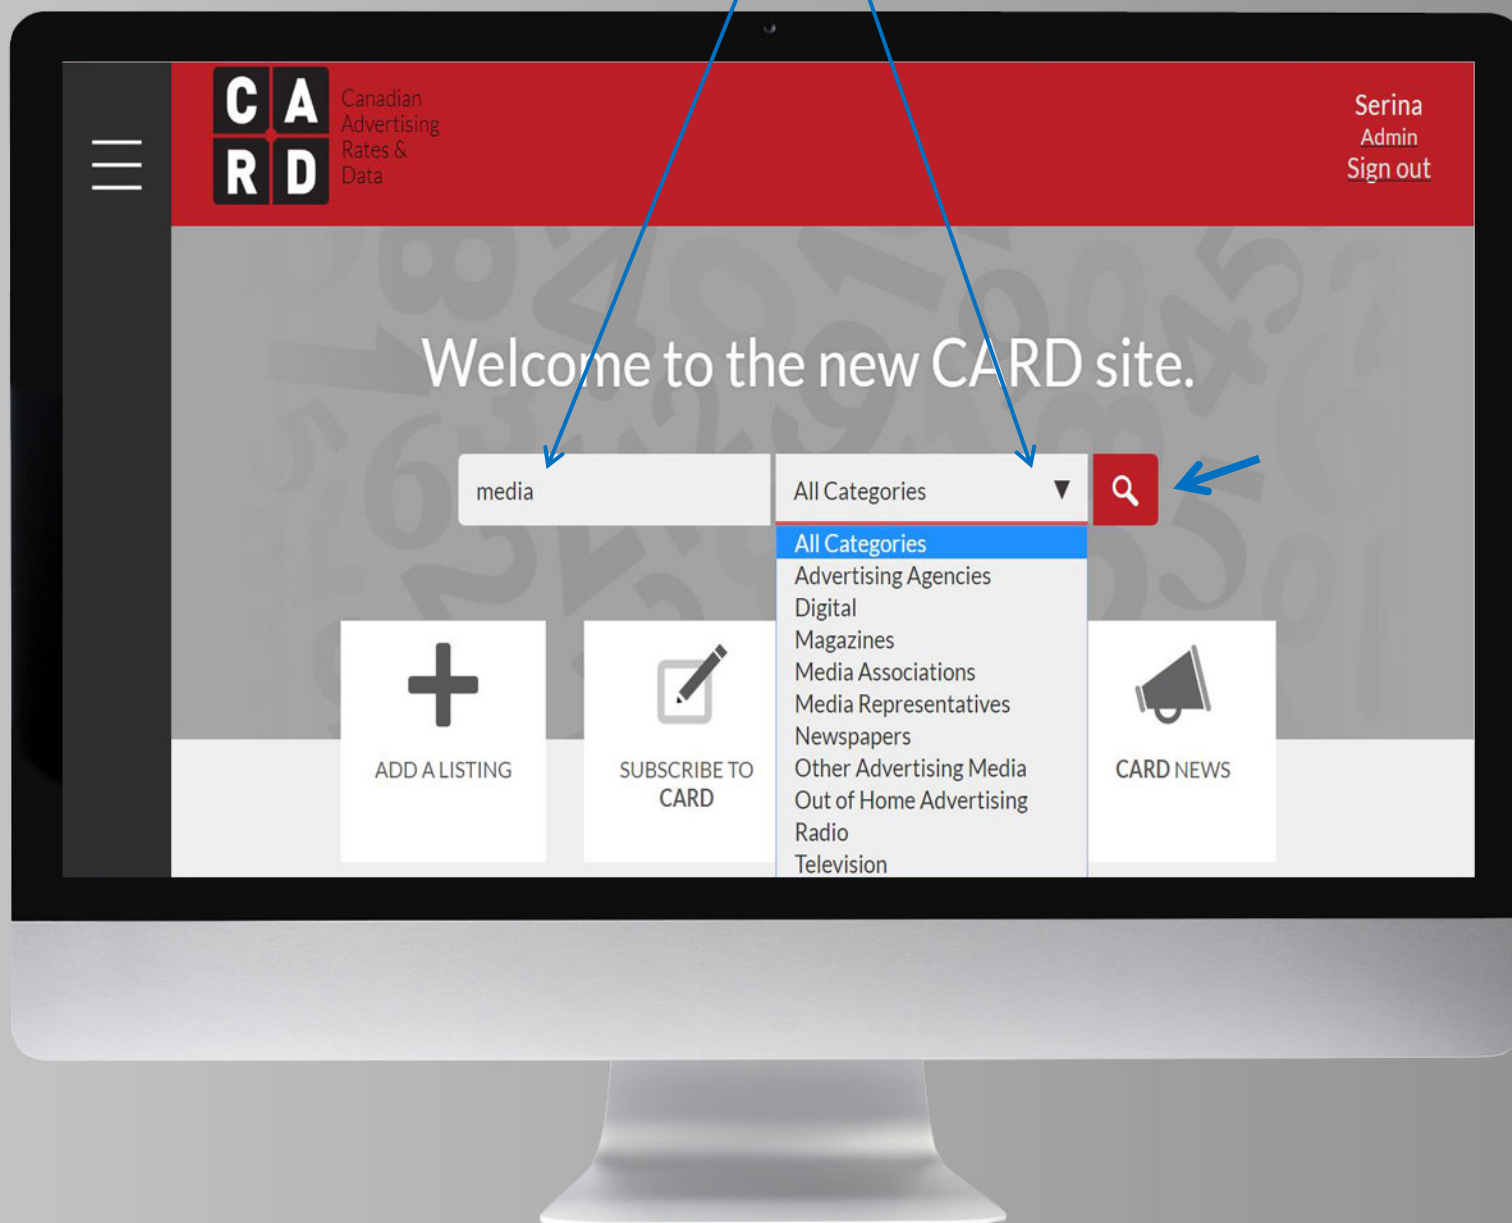 C A
R D
Canadian
Advertising
Rates &
Data
Serina
Admin
Sign out
Welcome to the new CARD site.
media
All Categories
All Categories
Advertising Agencies
Digital
Magazines
Media Associations
Media Representatives
Newspapers
Other Advertising Media
Out of Home Advertising
Radio
Television
ADD A LISTING
SUBSCRIBE TO
CARD
CARD NEWS